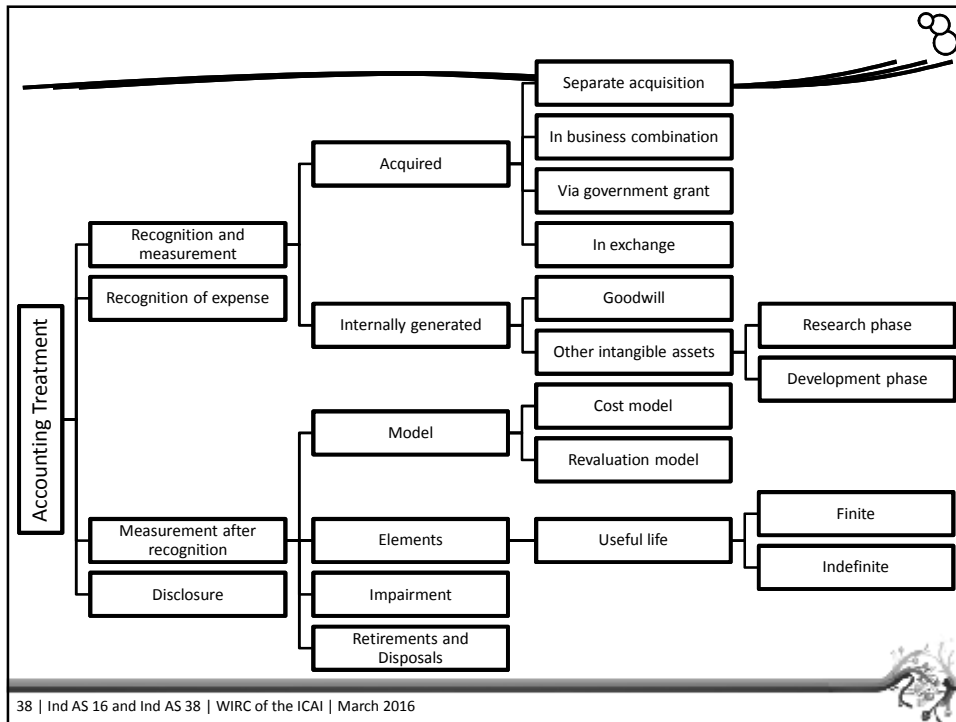 Separate acquisition
In business combination
Acquired
Via government grant
Recognition and
measurement
In exchange
Recognition of expense
Goodwill
Internally generated
Research phase
Other intangible assets
Development phase
Accounting Treatment
Cost model
Model
Revaluation model
Finite
Measurement after
recognition
Elements
Useful life
Indefinite
Disclosure
Impairment
Retirements and
Disposals
38 | Ind AS 16 and Ind AS 38 | WIRC of the ICAI | March 2016